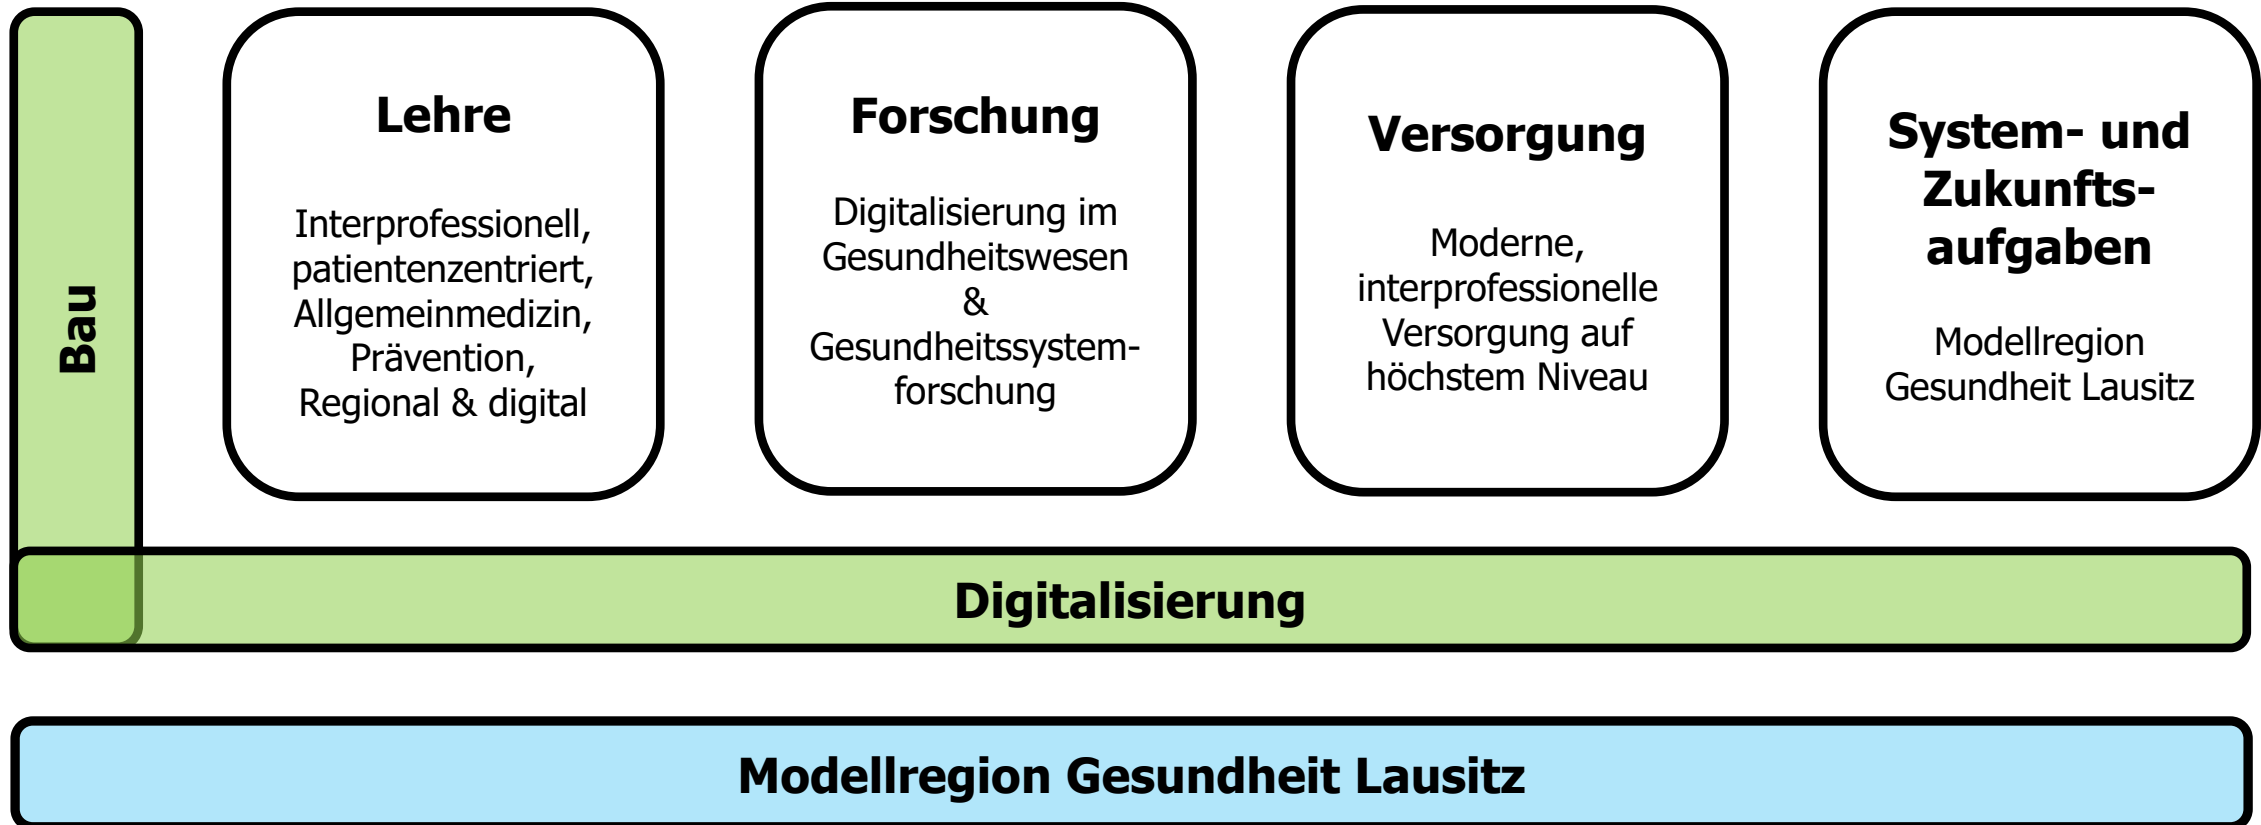 Bau
Lehre
Interprofessionell,
patientenzentriert,
Allgemeinmedizin,
Prävention,
Regional & digital
Forschung
Digitalisierung im
Gesundheitswesen
&
Gesundheitssystem-
forschung
Versorgung
Moderne,
interprofessionelle
Versorgung auf
höchstem Niveau
System- und
Zukunfts-
aufgaben
Modellregion
Gesundheit Lausitz
Digitalisierung
Modellregion Gesundheit Lausitz